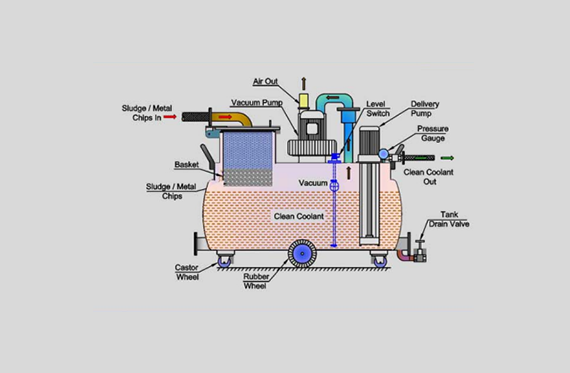 Air Out
Vacuum Pump
Level
Switch
Delivery
Pump
Sludge / Metal
Chips In
Pressure
Gauge
Basket
Clean Coolant
Out
Sludge / Metal
Chips
Vacuum
Clean Coolant
Tank
Drain Valve
Castor
Wheel
Rubber
Wheel